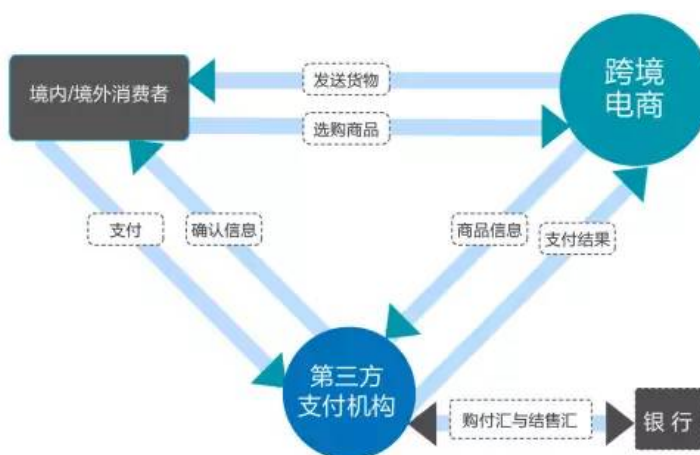 境内/境外消费者
发送货物
选购商品
跨境
电商
支付
确认信息
商品信息
支付结果
第三方
支付机构
购付汇与结售汇
银行